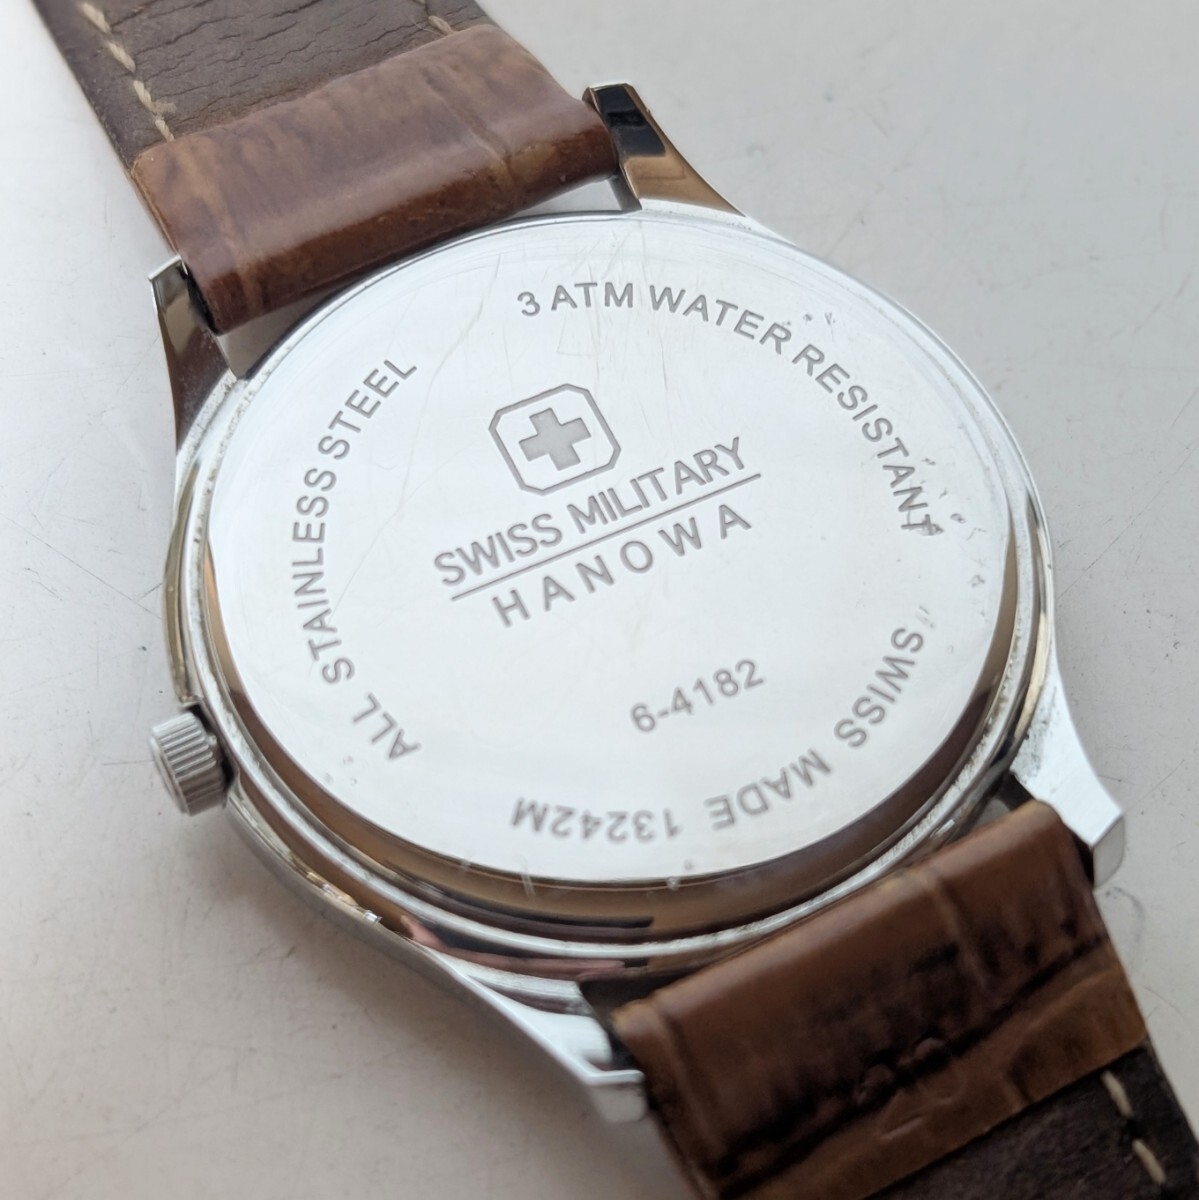 3 ATM WATER RESISTANT
SWISS MILITARY
HANOWA
6-4182
SWISS MADE 13242M
ALL STAINLESS STEEL